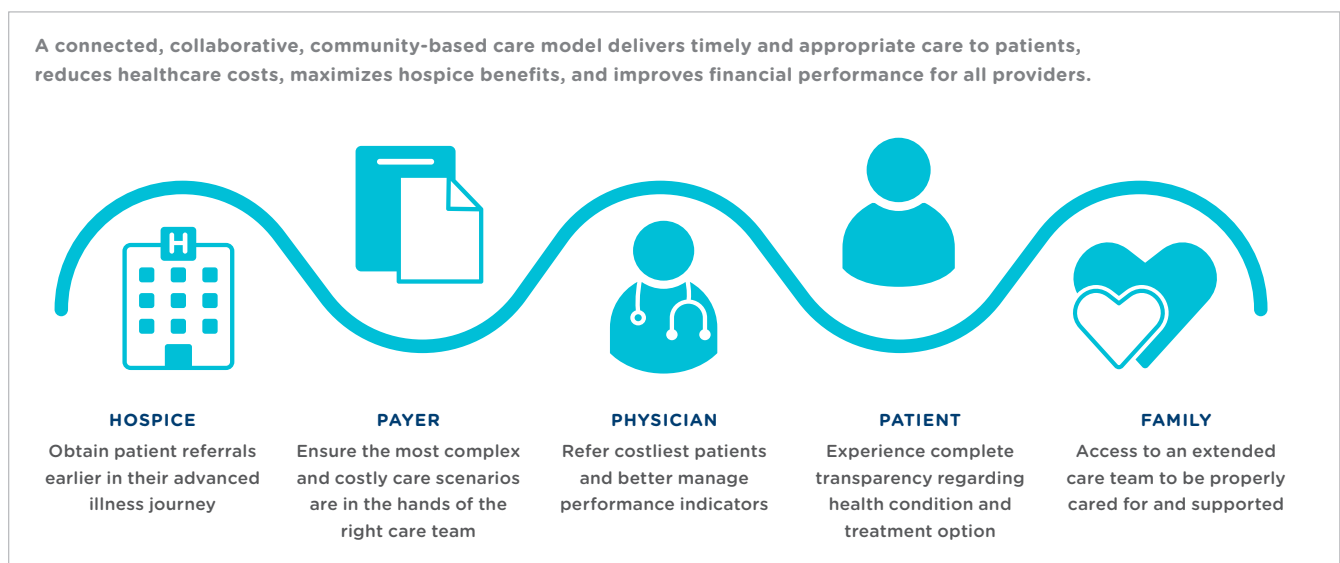 A connected, collaborative, community-based care model delivers timely and appropriate care to patients,
reduces healthcare costs, maximizes hospice benefits, and improves financial performance for all providers.
H
HOSPICE
Obtain patient referrals
earlier in their advanced
illness journey
PAYER
Ensure the most complex
and costly care scenarios
are in the hands of the
right care team
PHYSICIAN
Refer costliest patients
and better manage
performance indicators
PATIENT
Experience complete
transparency regarding
health condition and
treatment option
FAMILY
Access to an extended
care team to be properly
cared for and supported